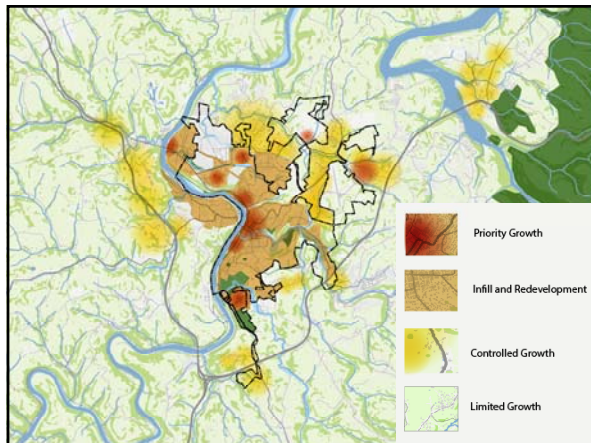 Priority Growth
Infill and Redevelopment
Controlled Growth
Limited Growth